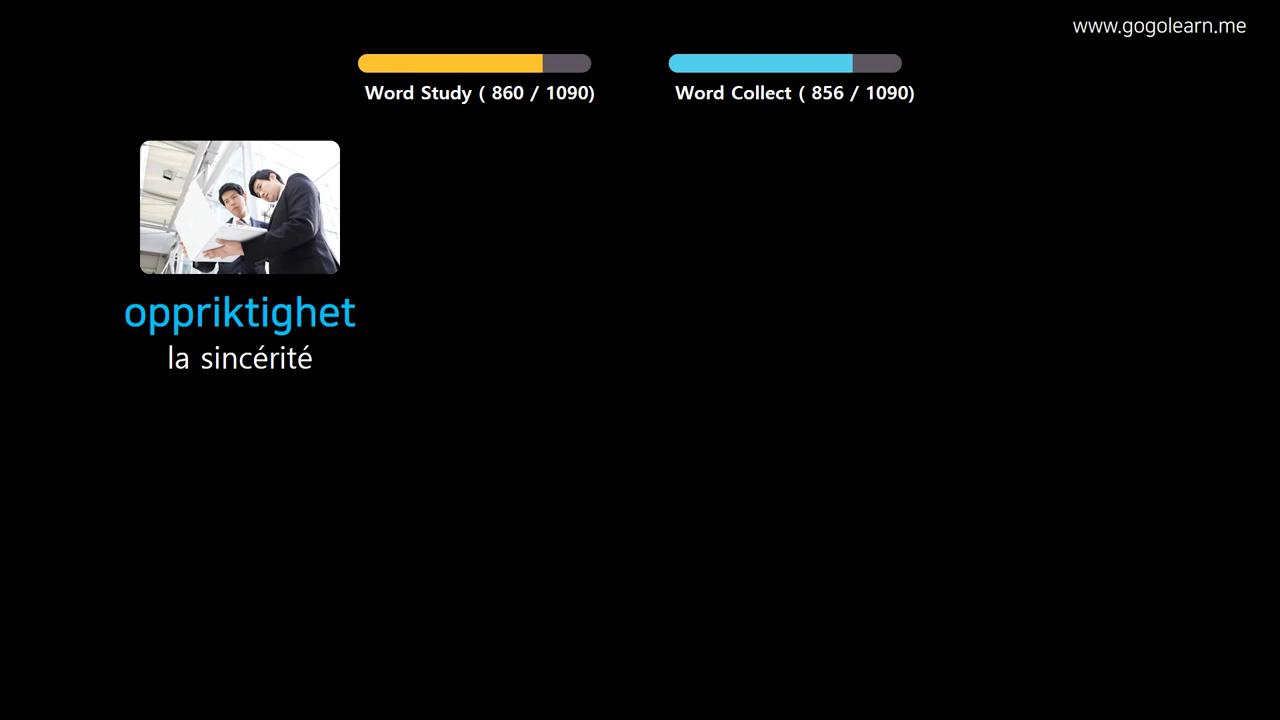 www.gogolearn.me
Word Study ( 860 / 1090)
Word Collect ( 856 / 1090)
oppriktighet
la sincérité